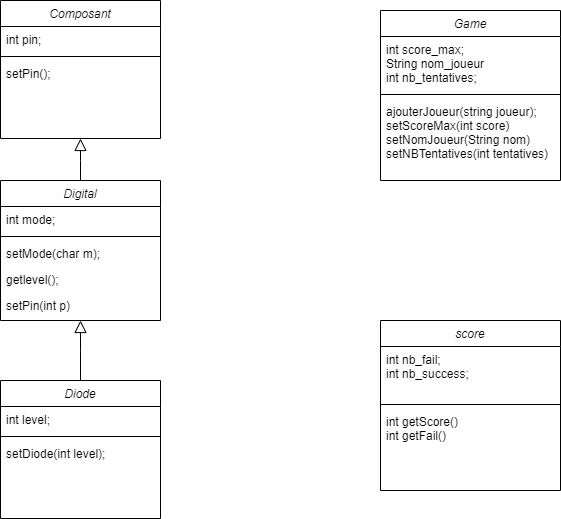 Composant
int pin;
setPin();
Digital
int mode;
setMode(char m);
getlevel();
setPin(int p)
Diode
int level;
setDiode(int level);
Game
int score_max;
String nom_joueur
int nb_tentatives;
ajouterJoueur(string joueur);
setScoreMax(int score)
setNomJoueur(String nom)
setNBTentatives(int tentatives)
score
int nb_fail;
int nb_success;
int getScore()
int getFail()